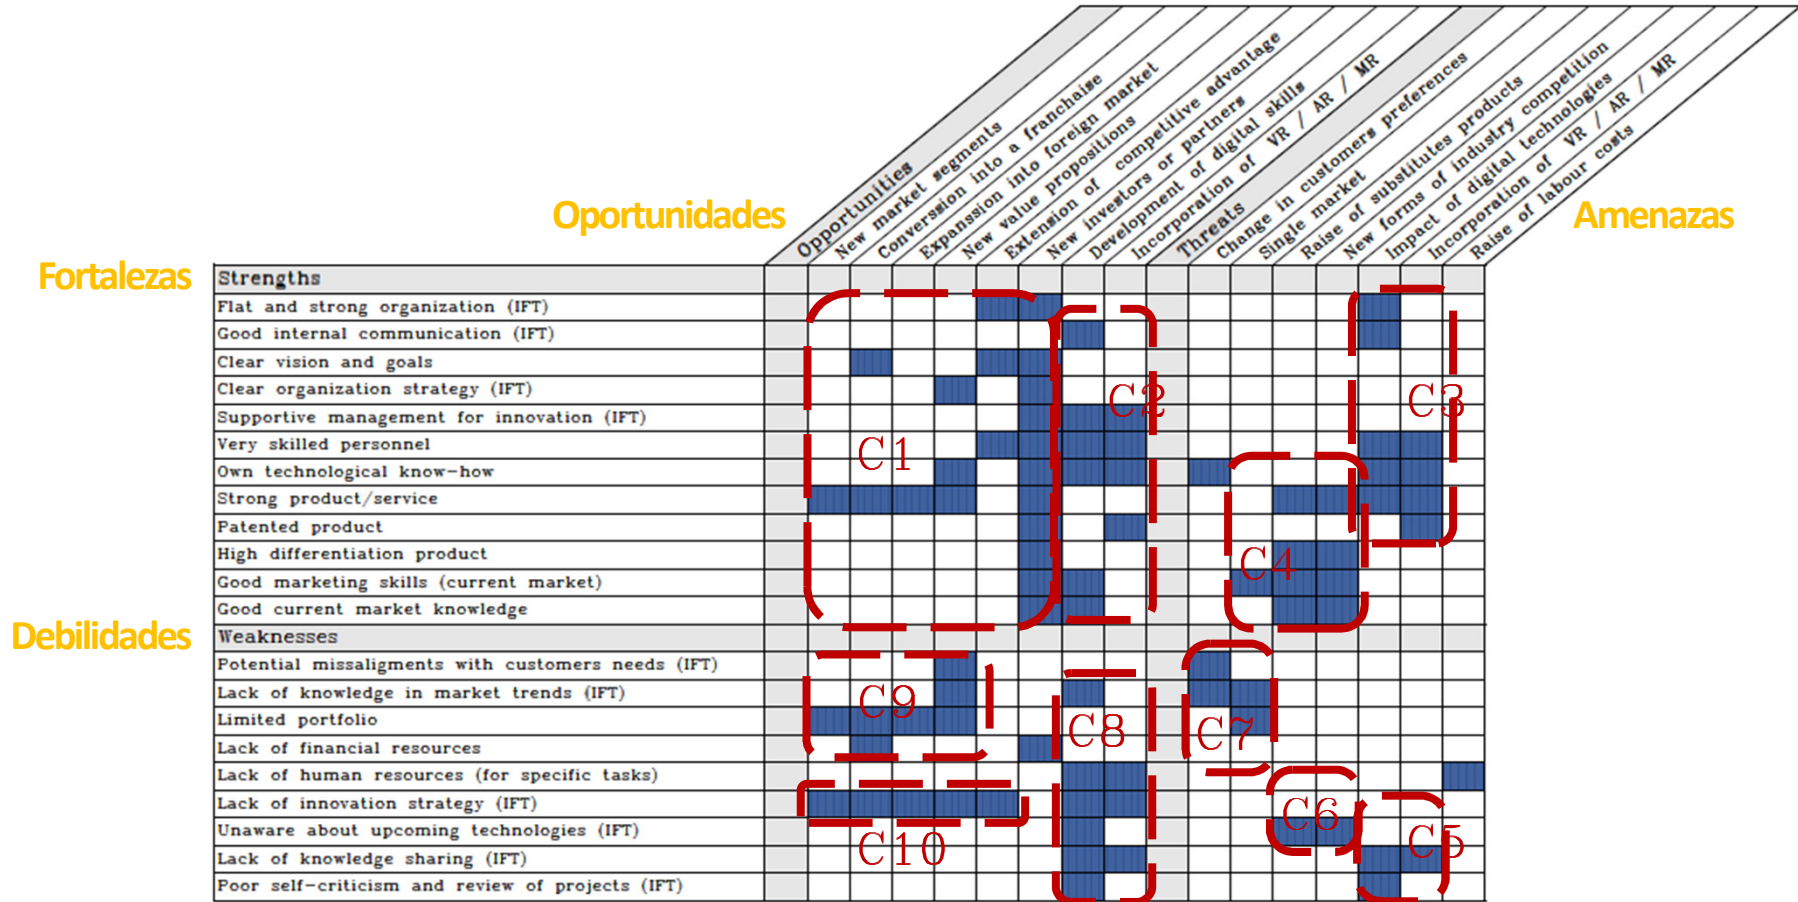 Opportunities
New market segments
Conversion into a franchaise
Expanssion into foreign market
New value propositions
Extension of competitive advantage
New investors or partners
Development of digital skills
Incorporation of VR / AR / MR
Threats
Change in customers preferences
Single market
Raise of substitutes products
New forms of industry competition
Impact of digital technologies
Incorporation of VR / AR / MR
Raise of labour costs
Oportunidades
Amenazas
Fortalezas
Strengths
Flat and strong organization (IFT)
Good internal communication (IFT)
Clear vision and goals
Clear organization strategy (IFT)
C2
C3
Supportive management for innovation (IFT)
Very skilled personnel
C1
Own technological know-how
Strong product/service
Patented product
High differentiation product
C4
Good marketing skills (current market)
Good current market knowledge
Debilidades
Weaknesses
Potential missaligments with customers needs (IFT)
Lack of knowledge in market trends (IFT)
C9
Limited portfolio
C8
C7
Lack of financial resources
Lack of human resources (for specific tasks)
Lack of innovation strategy (IFT)
C6
Unaware about upcoming technologies (IFT)
C10
C5
Lack of knowledge sharing (IFT)
Poor self-criticism and review of projects (IFT)